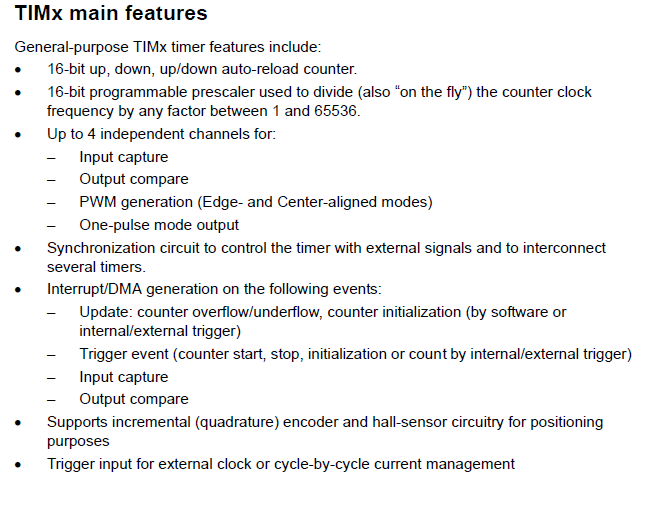 TIMx main features
General-purpose TIMx timer features include:
• 16-bit up, down, up/down auto-reload counter.
• 16-bit programmable prescaler used to divide (also “on the fly”) the counter clock
frequency by any factor between 1 and 65536.
• Up to 4 independent channels for:
– Input capture
– Output compare
– PWM generation (Edge- and Center-aligned modes)
– One-pulse mode output
• Synchronization circuit to control the timer with external signals and to interconnect
several timers.
• Interrupt/DMA generation on the following events:
– Update: counter overflow/underflow, counter initialization (by software or
internal/external trigger)
– Trigger event (counter start, stop, initialization or count by internal/external trigger)
– Input capture
– Output compare
• Supports incremental (quadrature) encoder and hall-sensor circuitry for positioning
purposes
• Trigger input for external clock or cycle-by-cycle current management